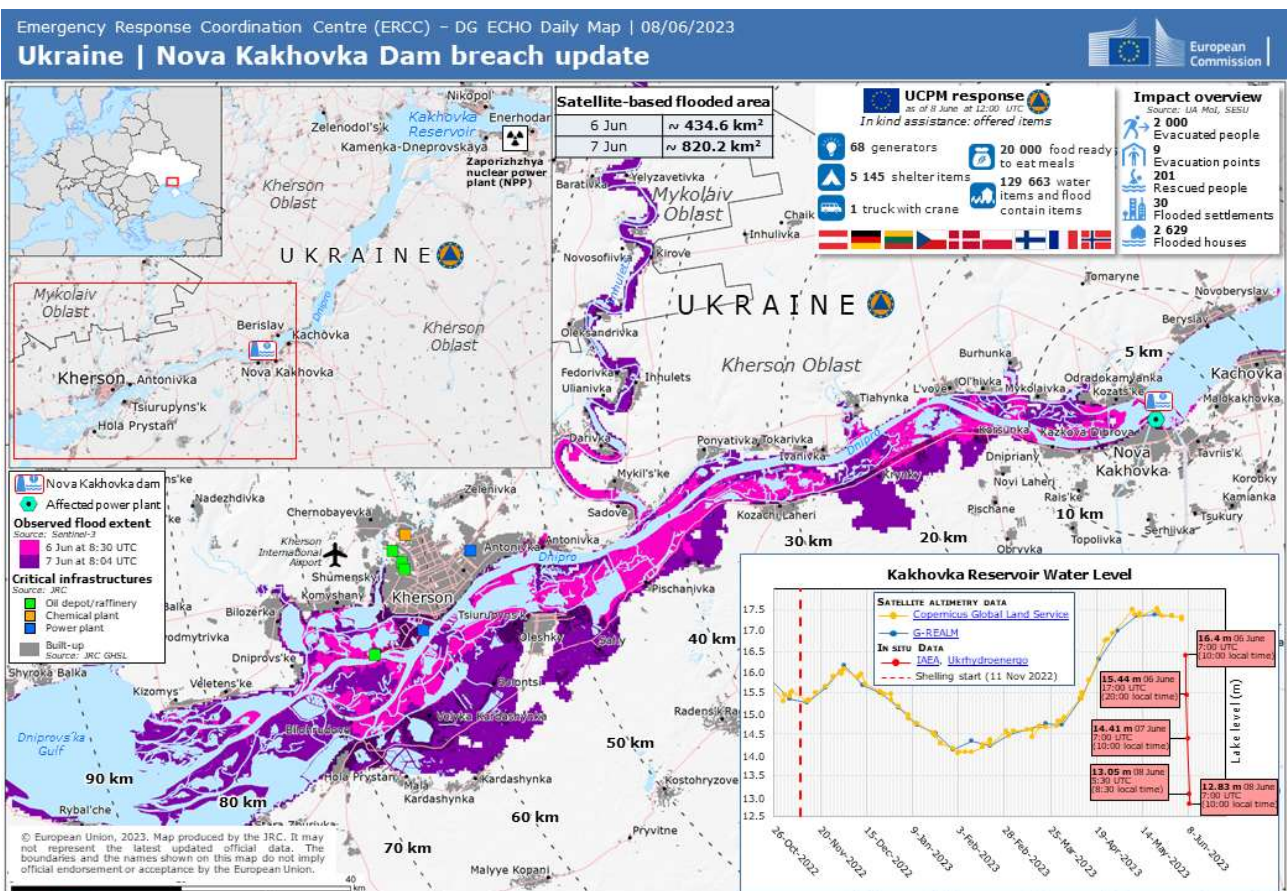 Emergency Response Coordination Centre (ERCC) – DG ECHO Daily Map | 08/06/2023
Ukraine | Nova Kakhovka Dam breach update
European
Commission
Nikopol'
Zelenodol's'k
Kakhovka
Reservoir
Enerhodar
Kamenka-Dneprovskaya
Zaporizhzhya
nuclear power
plant (NPP)
Kherson
Oblast
UKRAINE
Mykolaiv
Oblast
Dnipro
Kherson
Oblast
Berislav
Kachovka
Nova Kakhovka
Kherson
Antonivka
Tsiurupyns'k
Hola Prystan'
Satellite-based flooded area
6 Jun ~ 434.6 km²
7 Jun ~ 820.2 km²
UCPM response
as of 8 June at 12:00 UTC
In kind assistance: offered items
68 generators
5 145 shelter items
1 truck with crane
20 000 food ready
to eat meals
129 663 water
items and flood
contain items
Impact overview
Source: UA MoI, SESU
2 000
Evacuated people
9
Evacuation points
201
Rescued people
30
Flooded settlements
2 629
Flooded houses
Barativka
Yelyzavetivka
Mykolaiv
Oblast
Chaik
Inhulivka
Novosofiivka
Kirove
Inhulets
UKRAINE
Tomaryne
Novoberyslav
Beryslav
Oleksandrivka
Kherson Oblast
5 km
Burhunka
Fedorivka
Ulianivka
Inhulets
L'vove
Ol'hivka
Mykolaivka
Odradokamyanka
Kozats'ke
Kachovka
Malokakhovka
Tiahynka
Darivka
Ponyativka
Tokarivka
Ivanivka
Dnipro
Korsunka
Kazkova Dibrova
Nova
Kakhovka
Tavriis'k
Mykil's'ke
Krynky
Dnipriany
Korobky
Kamianka
Sadove
Kozachi Laheri
Novi Laheri
Rais'ke
Pischane
10 km
Tsukury
Serhiivka
Topolivka
Obryvka
20 km
30 km
Nova Kakhovka dam
Affected power plant
Observed flood extent
Source: Sentinel-3
6 Jun at 8:30 UTC
7 Jun at 8:04 UTC
Critical infrastructures
Source: JRC
Oil depot/raffinery
Chemical plant
Power plant
Built-up
Source: JRC GHSL
Nadezhdivka
Zelenivka
Chernobayevka
Kherson
International
Airport
Shumensky
Komyshany
Kherson
Antonivka
Antonivka
Dnipro
Bilozerka
Tsiurupyns'k
Oleshky
Pischanivka
Sahy
40 km
Dniprovs'ke
Veletens'ke
Kizomys
Shyroka Balka
Velyka Kardashynka
Radensk
Bilohrudove
50 km
Dniprovs'ka
Gulf
90 km
80 km
Hola Prystan'
Mala
Kardashynka
Kardashynka
Kostohryzove
Rybal'che
60 km
Pryvitne
70 km
Malyye Kopani
© European Union, 2023. Map produced by the JRC. It may
not represent the latest updated official data. The
boundaries and the names shown on this map do not imply
official endorsement or acceptance by the European Union.
40
km
Kakhovka Reservoir Water Level
SATELLITE ALTIMETRY DATA
Copernicus Global Land Service
G-REALM
IN SITU DATA
IAEA, Ukrhydroenergo
Shelling start (11 Nov 2022)
17.5
17.0
16.5
16.0
15.5
15.0
14.5
14.0
13.5
13.0
12.5
16.4 m 06 June
7:00 UTC
(10:00 local time)
15.44 m 06 June
17:00 UTC
(20:00 local time)
14.41 m 07 June
7:00 UTC
(10:00 local time)
13.05 m 08 June
5:30 UTC
(8:30 local time)
12.83 m 08 June
7:00 UTC
(10:00 local time)
Lake level (m)
26-Oct-2022
20-Nov-2022
15-Dec-2022
9-Jan-2023
3-Feb-2023
28-Feb-2023
25-Mar-2023
19-Apr-2023
14-May-2023
8-Jun-2023